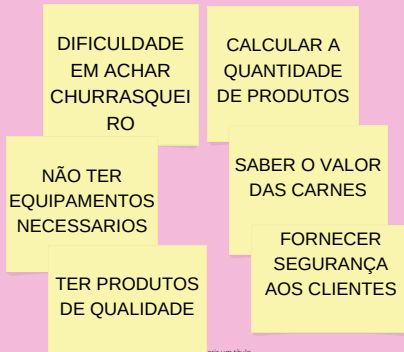 DIFICULDADE
EM ACHAR
CHURRASQUEI
RO
CALCULAR A
QUANTIDADE
DE PRODUTOS
NÃO TER
EQUIPAMENTOS
NECESSARIOS
SABER O VALOR
DAS CARNES
TER PRODUTOS
DE QUALIDADE
FORNECER
SEGURANÇA
AOS CLIENTES